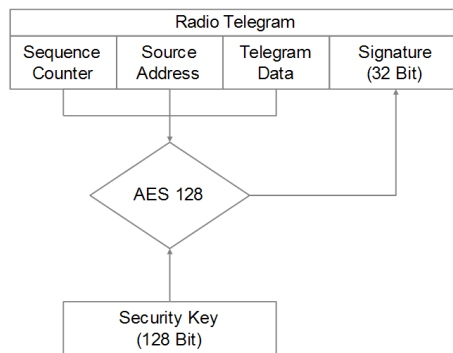 Radio Telegram
Sequence Counter
Source Address
Telegram Data
Signature (32 Bit)
AES 128
Security Key
(128 Bit)